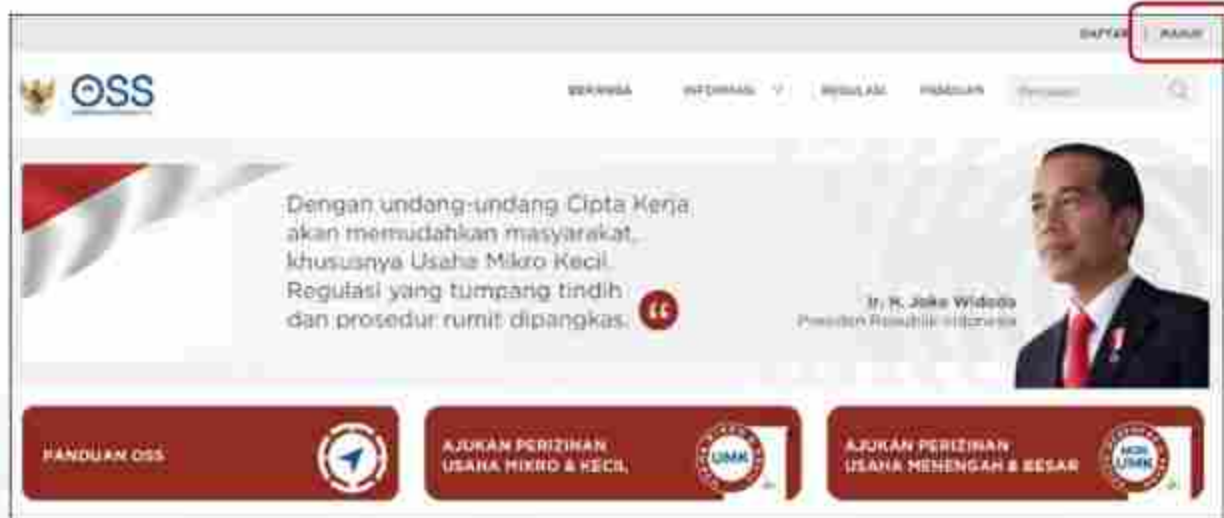 DAFTAR | MASUK
OSS
BERANDA INFORMASI REGULASI PANDUAN Pencarian
Dengan undang-undang Cipta Kerja
akan memudahkan masyarakat,
khususnya Usaha Mikro Kecil.
Regulasi yang tumpang tindih
dan prosedur rumit dipangkas.
Ir. H. Joko Widodo
Presiden Republik Indonesia
PANDUAN OSS
AJUKAN PERIZINAN
USAHA MIKRO & KECIL
UMK
AJUKAN PERIZINAN
USAHA MENENGAH & BESAR
NON
UMK